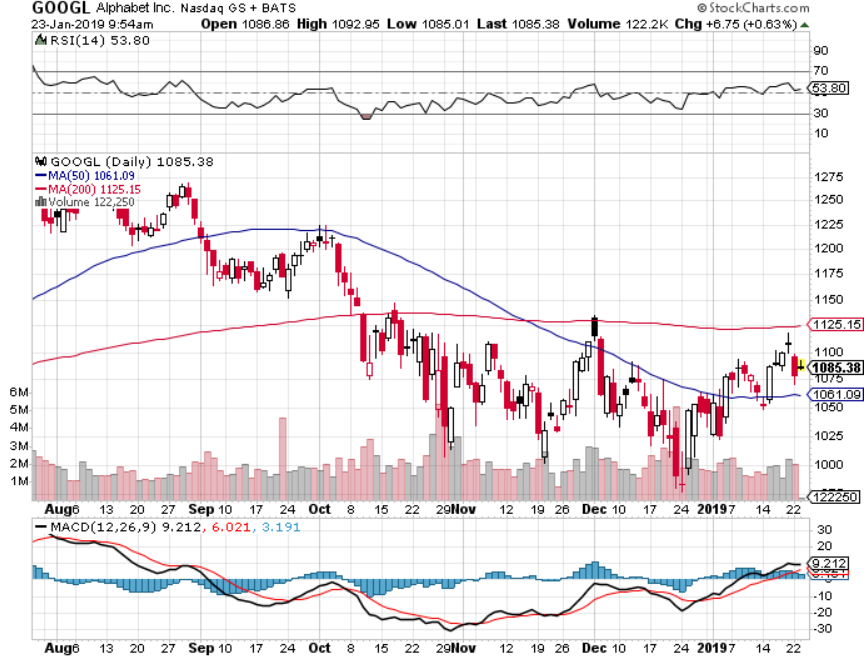 GOOGL Alphabet Inc. Nasdaq GS + BATS © StockCharts.com
23-Jan-2019 9:54am Open 1086.86 High 1092.95 Low 1085.01 Last 1085.38 Volume 122.2K Chg +6.75 (+0.63%)
RSI(14) 53.80
90
70
53.80
30
10
GOOGL (Daily) 1085.38
MA(50) 1061.09
MA(200) 1125.15
Volume 122,250
1275
1250
1225
1200
1175
1150
1125.15
1100
1085.38
1075
1061.09
1050
1025
1000
122250
6M
5M
4M
3M
2M
1M
Aug 6 13 20 27 Sep 10 17 24 Oct 8 15 22 29 Nov 12 19 26 Dec 10 17 24 2019 7 14 22
MACD(12,26,9) 9.212, 6.021, 3.191
30
20
9.212
-10
-20
-30
Aug 6 13 20 27 Sep 10 17 24 Oct 8 15 22 29 Nov 12 19 26 Dec 10 17 24 2019 7 14 22